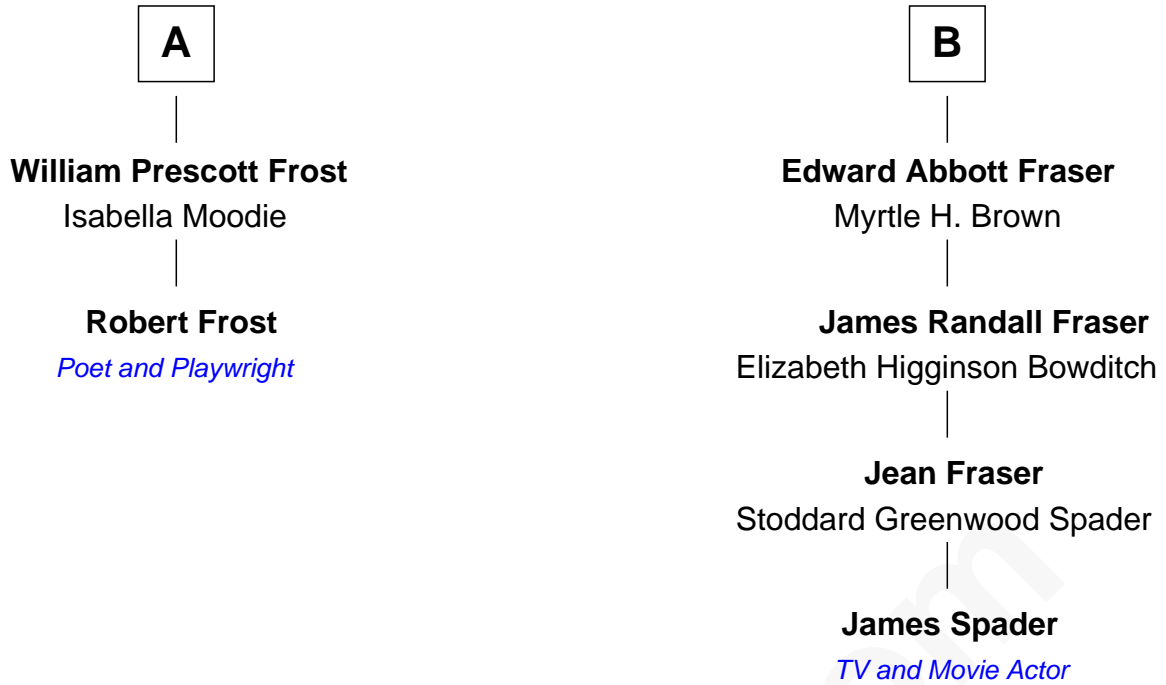 A
William Prescott Frost
Isabella Moodie
Robert Frost
Poet and Playwright
B
Edward Abbott Fraser
Myrtle H. Brown
James Randall Fraser
Elizabeth Higginson Bowditch
Jean Fraser
Stoddard Greenwood Spader
James Spader
TV and Movie Actor
om